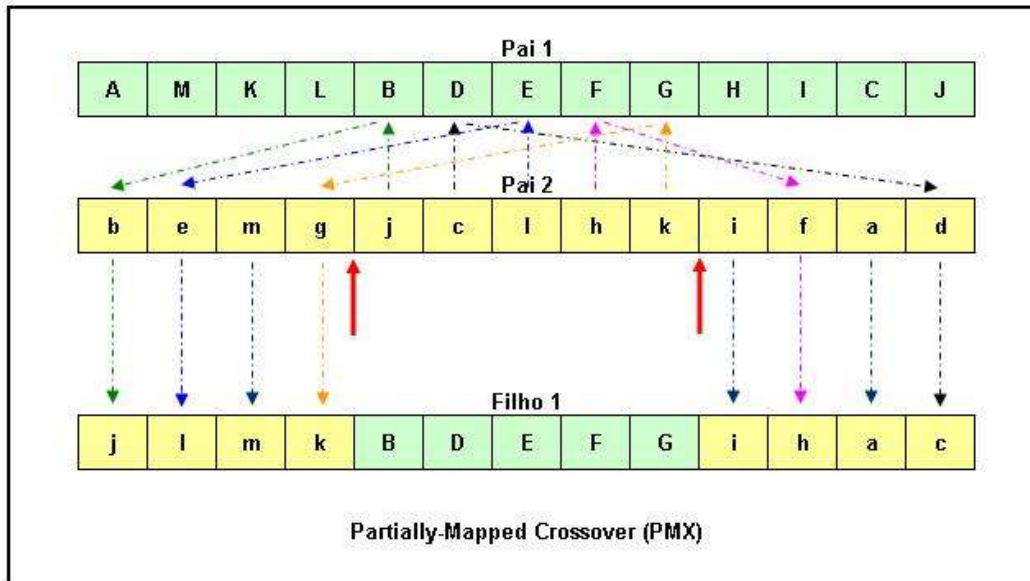 Pai 1
A M K L B D E F G H I C J
Pai 2
b e m g j c l h k i f a d
Filho 1
j l m k B D E F G i h a c
Partially-Mapped Crossover (PMX)